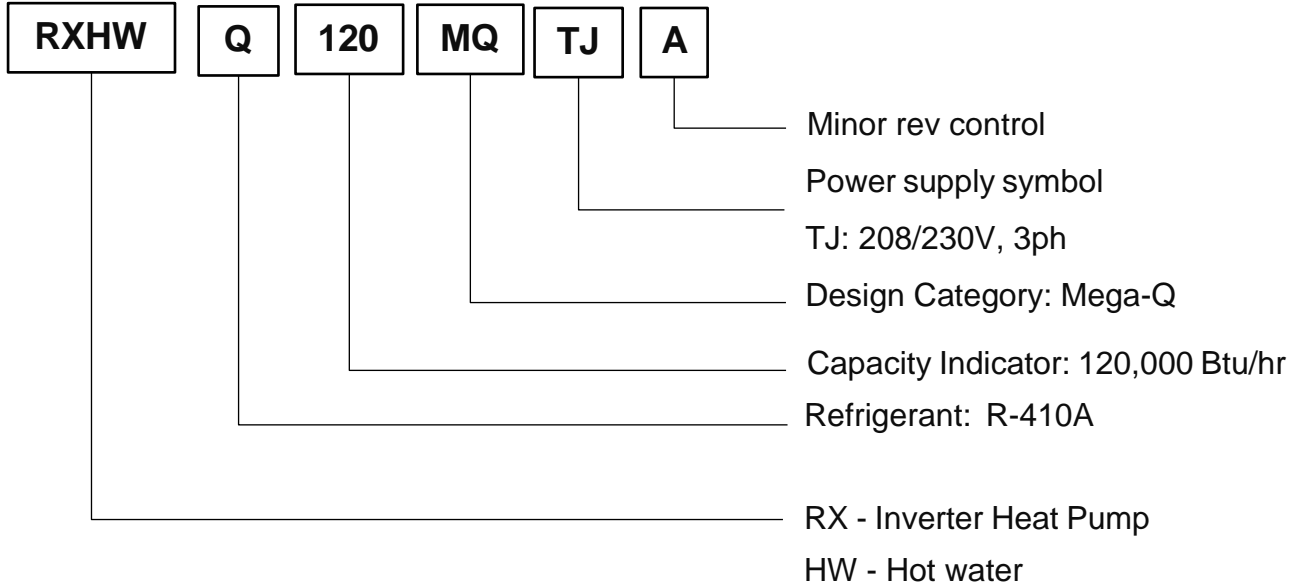 RXHW Q 120 MQ TJ A
Minor rev control
Power supply symbol
TJ: 208/230V, 3ph
Design Category: Mega-Q
Capacity Indicator: 120,000 Btu/hr
Refrigerant: R-410A
RX - Inverter Heat Pump
HW - Hot water